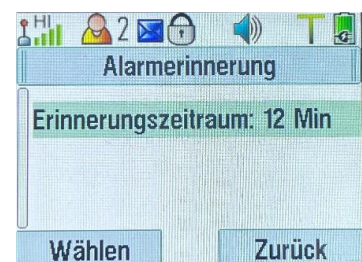 HI 2 T
Alarmerinnerung
Erinnerungszeitraum: 12 Min
Wählen Zurück